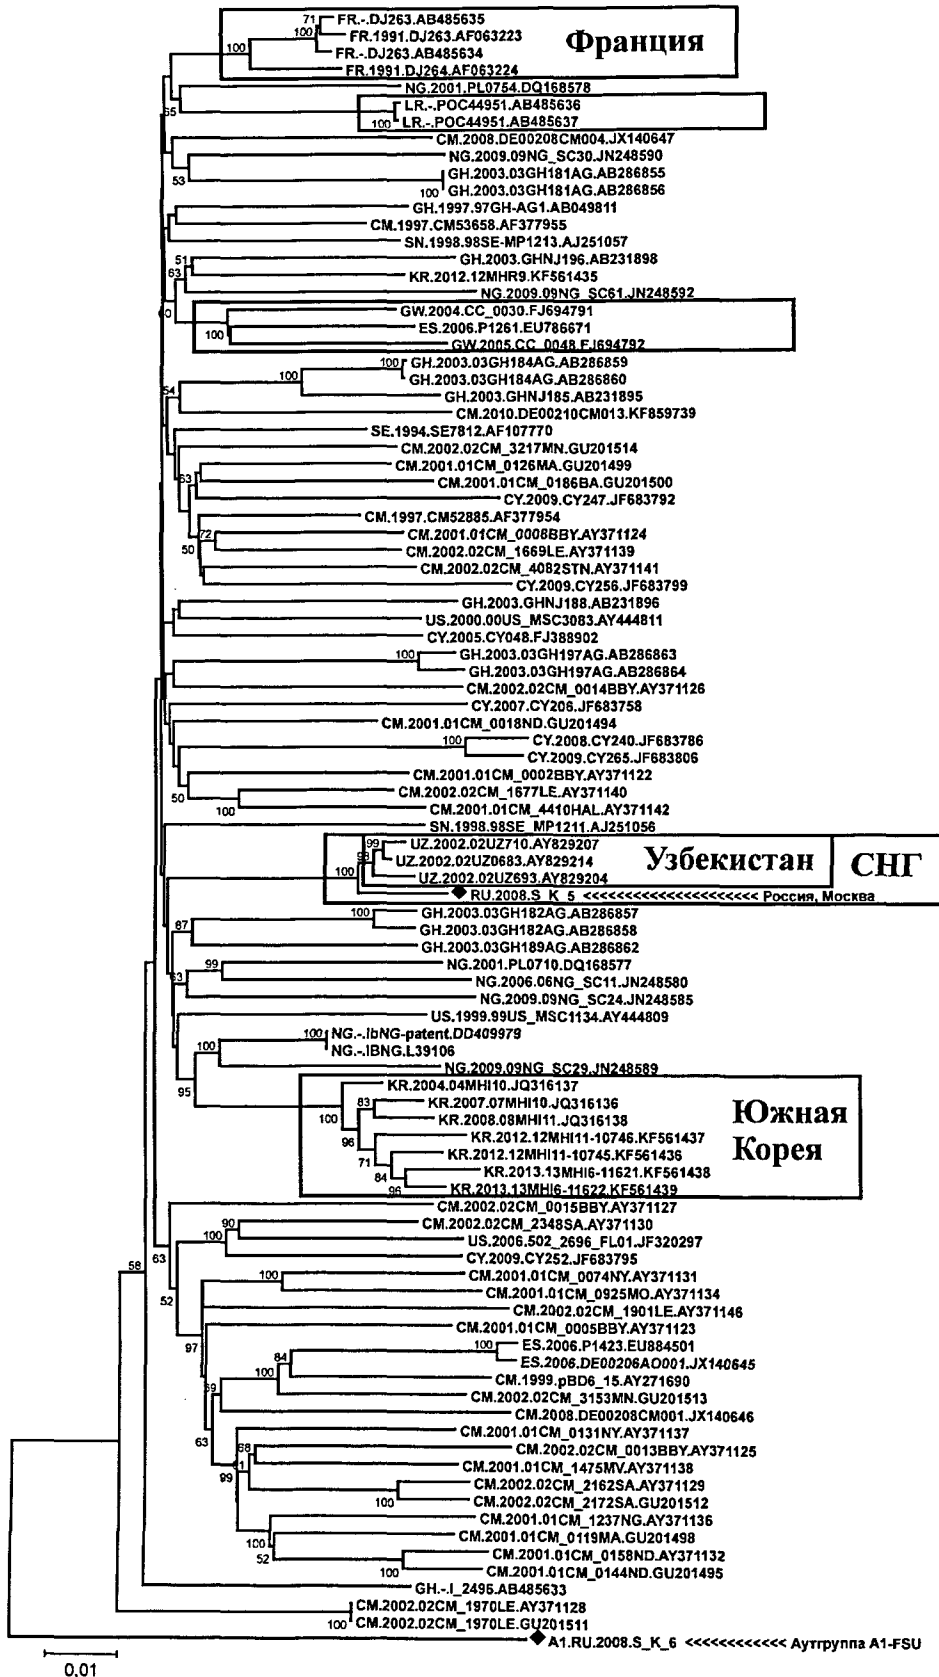 71 FR.-.DJ263.AB485635
100 FR.1991.DJ263.AF063223
100 FR.-.DJ263.AB485634
Франция
FR.1991.DJ264.AF063224
NG.2001.PL0754.DQ168578
65 LR.-.POC44951.AB485636
100 LR.-.POC44951.AB485637
CM.2008.DE00208CM004.JX140647
NG.2009.09NG_SC30.JN248590
53 GH.2003.03GH181AG.AB286855
100 GH.2003.03GH181AG.AB286856
GH.1997.97GH-AG1.AB049811
CM.1997.CM53658.AF377955
SN.1998.98SE-MP1213.AJ251057
51 GH.2003.GHNJ196.AB231898
63 KR.2012.12MHR9.KF561435
NG.2009.09NG_SC61.JN248592
GW.2004.CC_0030.FJ694791
ES.2006.P1261.EU786671
100 GW.2005.CC_0048.FJ694792
100 GH.2003.03GH184AG.AB286859
100 GH.2003.03GH184AG.AB286860
54 GH.2003.GHNJ185.AB231895
CM.2010.DE00210CM013.KF859739
SE.1994.SE7812.AF107770
CM.2002.02CM_3217MN.GU201514
CM.2001.01CM_0126MA.GU201499
63 CM.2001.01CM_0186BA.GU201500
CY.2009.CY247.JF683792
CM.1997.CM52885.AF377954
72 CM.2001.01CM_0008BBY.AY371124
50 CM.2002.02CM_1669LE.AY371139
CM.2002.02CM_4082STN.AY371141
CY.2009.CY256.JF683799
GH.2003.GHNJ188.AB231896
US.2000.00US_MSC3083.AY444811
CY.2005.CY048.FJ388902
100 GH.2003.03GH197AG.AB286863
GH.2003.03GH197AG.AB286864
CM.2002.02CM_0014BBY.AY371126
CY.2007.CY206.JF683758
CM.2001.01CM_0018ND.GU201494
100 CY.2008.CY240.JF683786
CY.2009.CY265.JF683806
CM.2001.01CM_0002BBY.AY371122
50 CM.2002.02CM_1677LE.AY371140
100 CM.2001.01CM_4410HAL.AY371142
SN.1998.98SE_MP1211.AJ251056
99 UZ.2002.02UZ710.AY829207
UZ.2002.02UZ0683.AY829214
Узбекистан СНГ
100 UZ.2002.02UZ693.AY829204
RU.2008.S_K_5 <<<<<<<<<<<<<<<<<<<<< Россия, Москва
100 GH.2003.03GH182AG.AB286857
87 GH.2003.03GH182AG.AB286858
GH.2003.03GH189AG.AB286862
99 NG.2001.PL0710.DQ168577
63 NG.2006.06NG_SC11.JN248580
NG.2009.09NG_SC24.JN248585
US.1999.99US_MSC1134.AY444809
100 NG.-.IbNG-patent.DD409979
100 NG.-.IBNG.L39106
NG.2009.09NG_SC29.JN248589
95 KR.2004.04MHI10.JQ316137
83 KR.2007.07MHI10.JQ316136
100 KR.2008.08MHI11.JQ316138
Южная
96 KR.2012.12MHI11-10746.KF561437
71 KR.2012.12MHI11-10745.KF561436
Корея
84 KR.2013.13MHI6-11621.KF561438
96 KR.2013.13MHI6-11622.KF561439
CM.2002.02CM_0015BBY.AY371127
90 CM.2002.02CM_2348SA.AY371130
100 US.2006.502_2696_FL01.JF320297
63 CY.2009.CY252.JF683795
58 100 CM.2001.01CM_0074NY.AY371131
CM.2001.01CM_0925MO.AY371134
52 CM.2002.02CM_1901LE.AY371146
CM.2001.01CM_0005BBY.AY371123
97 100 ES.2006.P1423.EU884501
84 ES.2006.DE00206AO001.JX140645
100 CM.1999.pBD6_15.AY271690
CM.2002.02CM_3153MN.GU201513
CM.2008.DE00208CM001.JX140646
63 CM.2001.01CM_0131NY.AY371137
68 CM.2002.02CM_0013BBY.AY371125
CM.2001.01CM_1475MV.AY371138
99 CM.2002.02CM_2162SA.AY371129
100 CM.2002.02CM_2172SA.GU201512
CM.2001.01CM_1237NG.AY371136
100 CM.2001.01CM_0119MA.GU201498
52 CM.2001.01CM_0158ND.AY371132
100 CM.2001.01CM_0144ND.GU201495
GH.-.I_2496.AB485633
CM.2002.02CM_1970LE.AY371128
100 CM.2002.02CM_1970LE.GU201511
A1.RU.2008.S_K_6 <<<<<<<<<<<< Аутгруппа A1-FSU
0.01